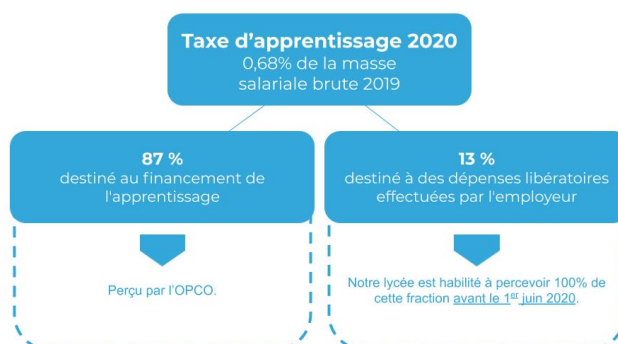 Taxe d'apprentissage 2020
0,68% de la masse
salariale brute 2019
87 %
destiné au financement de
l'apprentissage
13 %
destiné à des dépenses libératoires
effectuées par l'employeur
Perçu par l'OPCO.
Notre lycée est habilité à percevoir 100% de
cette fraction avant le 1er juin 2020.